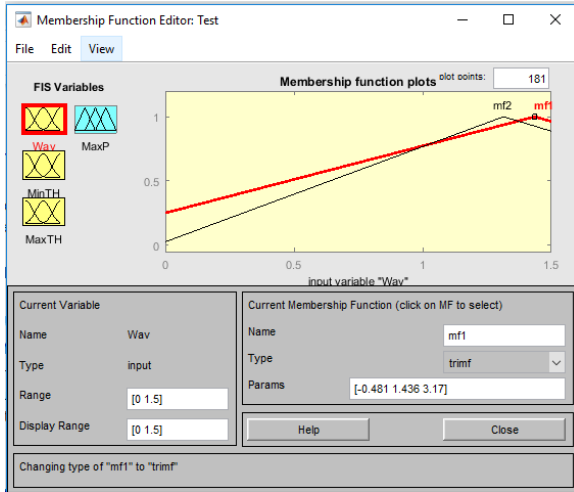 Membership Function Editor: Test
File Edit View
FIS Variables
Wav
MaxP
MinTH
MaxTH
Membership function plots
plot points:
181
mf2
mf1
1
0.5
0
0 0.5 1 1.5
input variable "Wav"
Current Variable
Name Wav
Type input
Range [0 1.5]
Display Range [0 1.5]
Current Membership Function (click on MF to select)
Name mf1
Type trimf
Params [-0.481 1.436 3.17]
Help Close
Changing type of "mf1" to "trimf"